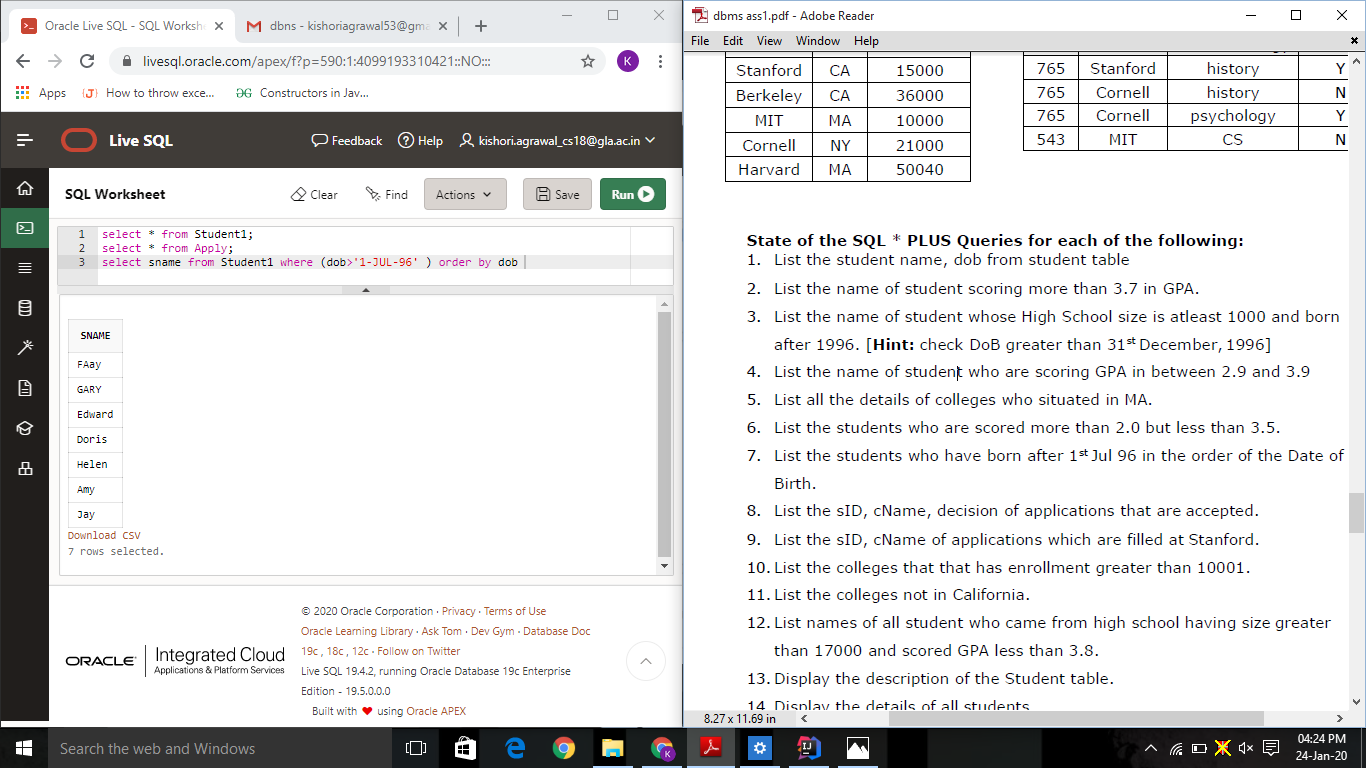 Oracle Live SQL - SQL Worksh
dbns - kishoriagrawal53@gma
livesql.oracle.com/apex/f?p=590:1:4099193310421::NO:::
K
Apps
How to throw exce...
Constructors in Jav...
Live SQL
Feedback
Help
kishori.agrawal_cs18@gla.ac.in
SQL Worksheet
Clear
Find
Actions
Save
Run
1 select * from Student1;
2 select * from Apply;
3 select sname from Student1 where (dob>'1-JUL-96' ) order by dob
SNAME
FAay
GARY
Edward
Doris
Helen
Amy
Jay
Download CSV
7 rows selected.
ORACLE Integrated Cloud
Applications & Platform Services
© 2020 Oracle Corporation · Privacy · Terms of Use
Oracle Learning Library · Ask Tom · Dev Gym · Database Doc
19c , 18c , 12c · Follow on Twitter
Live SQL 19.4.2, running Oracle Database 19c Enterprise
Edition - 19.5.0.0.0
Built with ❤ using Oracle APEX
dbms ass1.pdf - Adobe Reader
File Edit View Window Help
Stanford CA 15000
Berkeley CA 36000
MIT MA 10000
Cornell NY 21000
Harvard MA 50040
765 Stanford history Y
765 Cornell history N
765 Cornell psychology Y
543 MIT CS N
State of the SQL * PLUS Queries for each of the following:
1. List the student name, dob from student table
2. List the name of student scoring more than 3.7 in GPA.
3. List the name of student whose High School size is atleast 1000 and born
after 1996. [Hint: check DoB greater than 31st December, 1996]
4. List the name of student who are scoring GPA in between 2.9 and 3.9
5. List all the details of colleges who situated in MA.
6. List the students who are scored more than 2.0 but less than 3.5.
7. List the students who have born after 1st Jul 96 in the order of the Date of
Birth.
8. List the sID, cName, decision of applications that are accepted.
9. List the sID, cName of applications which are filled at Stanford.
10. List the colleges that that has enrollment greater than 10001.
11. List the colleges not in California.
12. List names of all student who came from high school having size greater
than 17000 and scored GPA less than 3.8.
13. Display the description of the Student table.
14. Display the details of all students
8.27 x 11.69 in
Search the web and Windows
04:24 PM
24-Jan-20